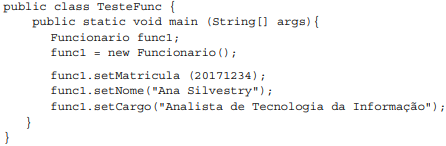 public class TesteFunc {
public static void main (String[] args){
Funcionario func1;
func1 = new Funcionario();
func1.setMatricula (20171234);
func1.setNome("Ana Silvestry");
func1.setCargo("Analista de Tecnologia da Informação");
}
}